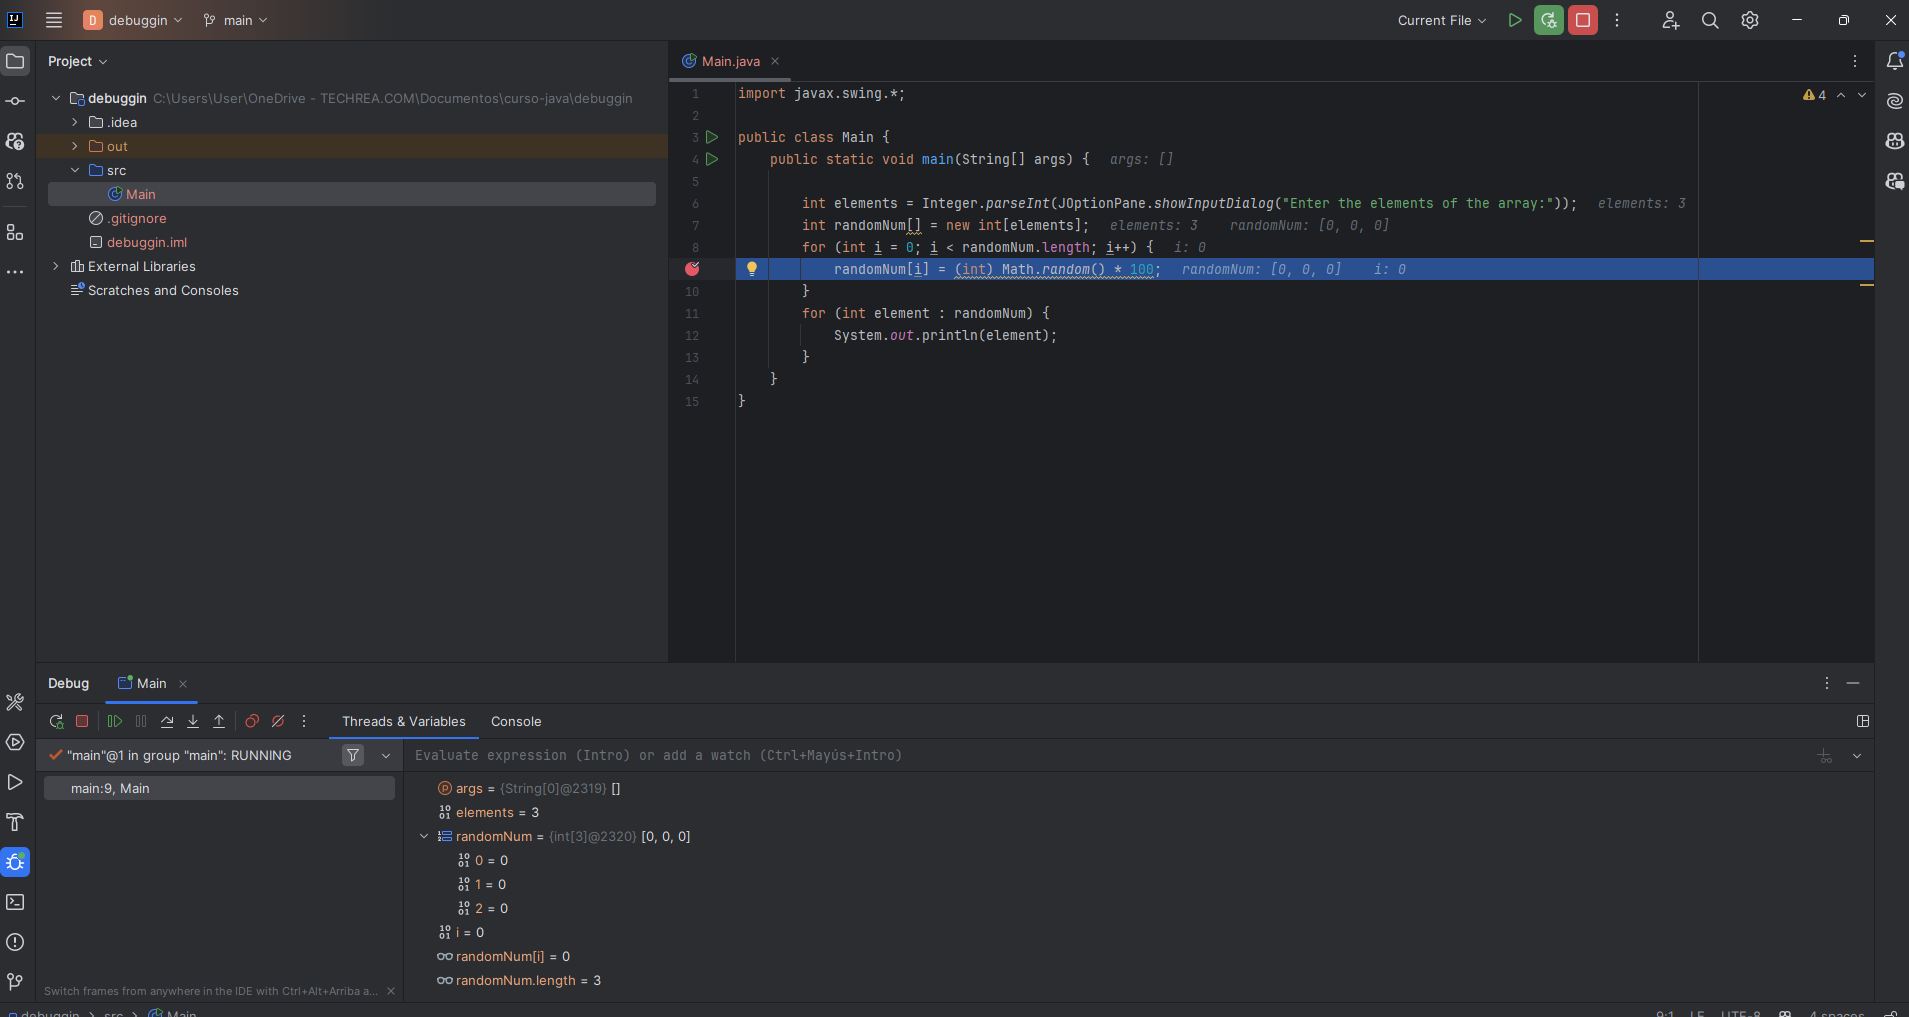 debuggin main Current File
Project
debuggin C:\Users\User\OneDrive - TECHREA.COM\Documentos\curso-java\debuggin
.idea
out
src
Main
.gitignore
debuggin.iml
External Libraries
Scratches and Consoles
Main.java
4
1 import javax.swing.*;
2
3 public class Main {
4 public static void main(String[] args) { args: []
5
6 int elements = Integer.parseInt(JOptionPane.showInputDialog("Enter the elements of the array:")); elements: 3
7 int randomNum[] = new int[elements]; elements: 3 randomNum: [0, 0, 0]
8 for (int i = 0; i < randomNum.length; i++) { i: 0
randomNum[i] = (int) Math.random() * 100; randomNum: [0, 0, 0] i: 0
10 }
11 for (int element : randomNum) {
12 System.out.println(element);
13 }
14 }
15 }
Debug Main
Threads & Variables Console
"main"@1 in group "main": RUNNING
main:9, Main
Switch frames from anywhere in the IDE with Ctrl+Alt+Arriba a...
Evaluate expression (Intro) or add a watch (Ctrl+Mayús+Intro)
args = {String[0]@2319} []
elements = 3
randomNum = {int[3]@2320} [0, 0, 0]
0 = 0
1 = 0
2 = 0
i = 0
randomNum[i] = 0
randomNum.length = 3
debuggin > src > Main 9:1 LF UTF-8 4 spaces